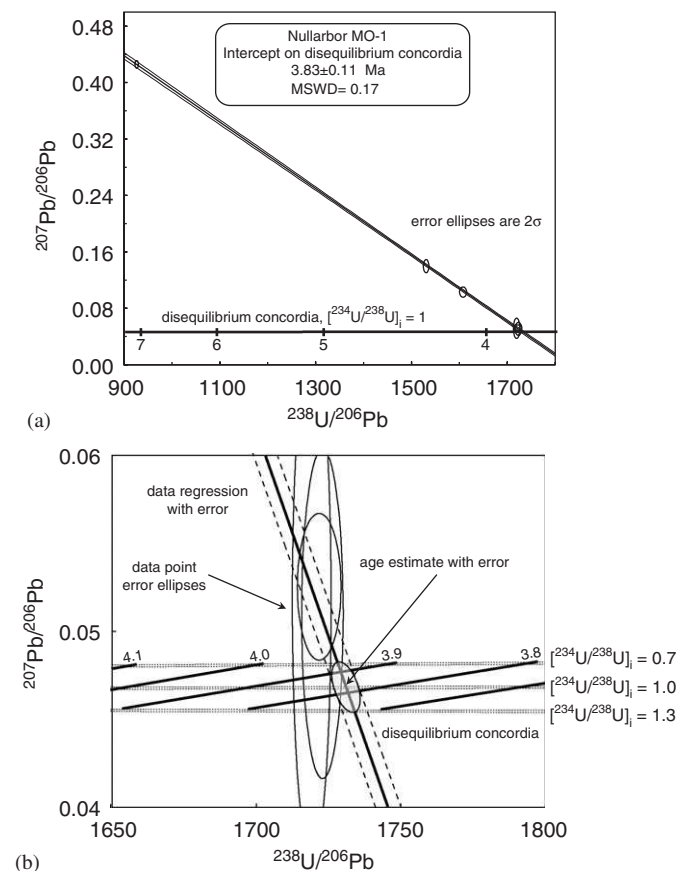 0.48
0.40
0.32
0.24
0.16
0.08
0.00
²⁰⁷Pb/²⁰⁶Pb
Nullarbor MO-1
Intercept on disequilibrium concordia
3.83±0.11 Ma
MSWD= 0.17
error ellipses are 2σ
disequilibrium concordia, [²³⁴U/²³⁸U]ᵢ = 1
7 6 5 4
900 1100 1300 1500 1700
²³⁸U/²⁰⁶Pb
(a)
0.06
0.05
0.04
²⁰⁷Pb/²⁰⁶Pb
data regression
with error
data point
error ellipses
age estimate with error
4.1 4.0 3.9 3.8
[²³⁴U/²³⁸U]ᵢ = 0.7
[²³⁴U/²³⁸U]ᵢ = 1.0
[²³⁴U/²³⁸U]ᵢ = 1.3
disequilibrium concordia
1650 1700 1750 1800
²³⁸U/²⁰⁶Pb
(b)